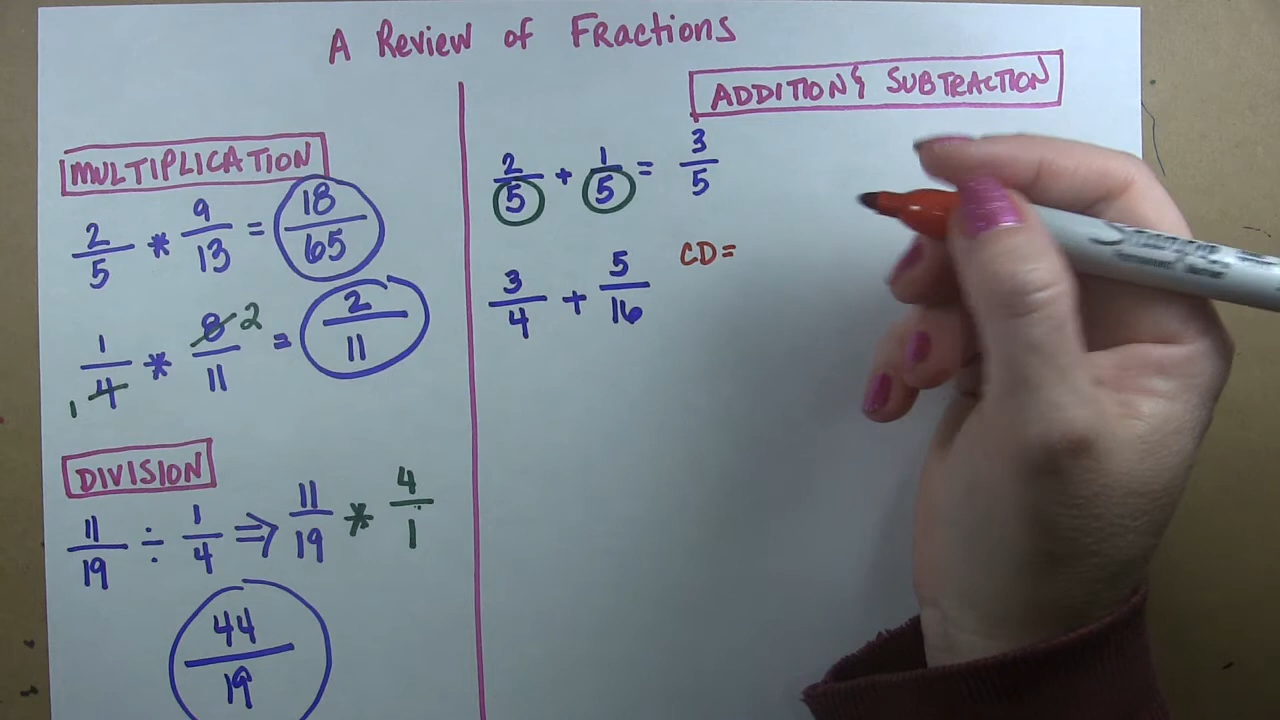 A Review of Fractions
MULTIPLICATION
2/5 * 9/13 = 18/65
1/4 1 * 8/11 2 = 2/11
DIVISION
11/19 ÷ 1/4 ⇒ 11/19 * 4/1
44/19
ADDITION & SUBTRACTION
2/5 + 1/5 = 3/5
3/4 + 5/16
CD=
Sharpie